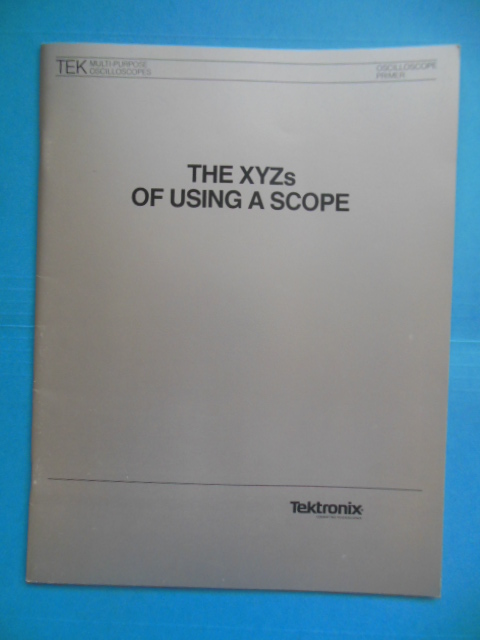 TEK MULTI-PURPOSE
OSCILLOSCOPES
OSCILLOSCOPE
PRIMER
THE XYZs
OF USING A SCOPE
Tektronix